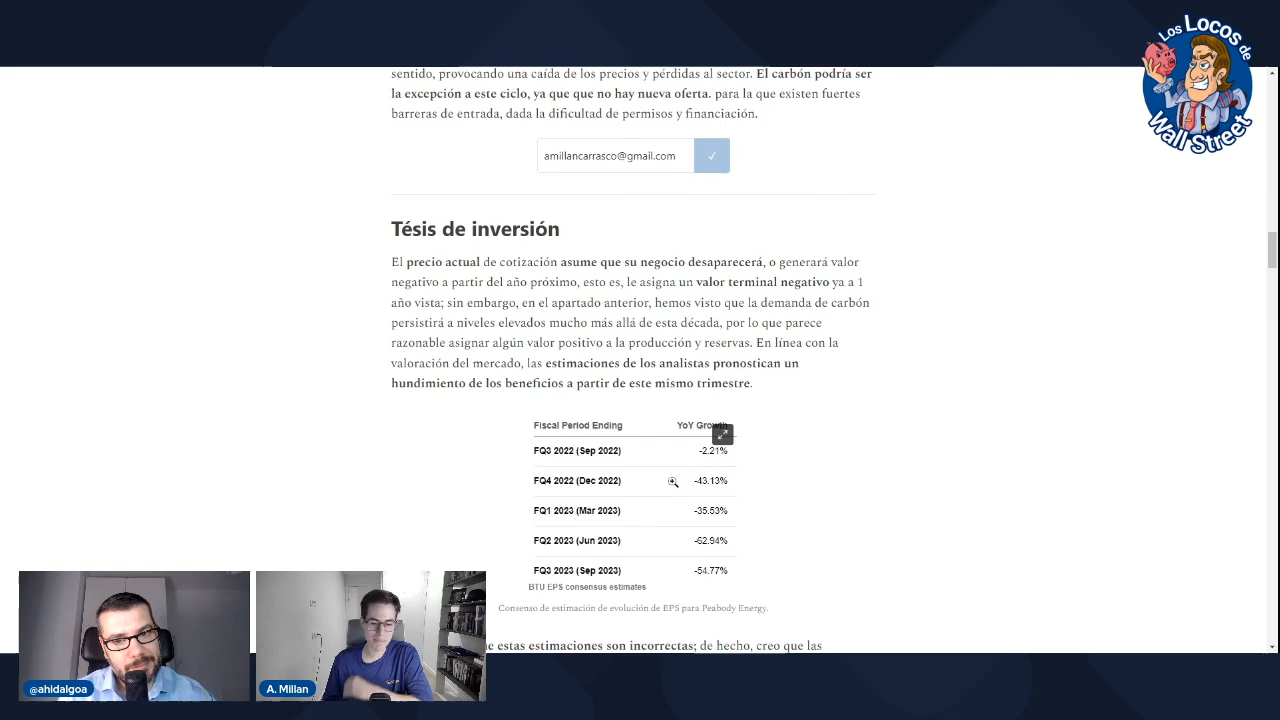 sentido, provocando una caída de los precios y pérdidas al sector. El carbón podría ser
la excepción a este ciclo, ya que que no hay nueva oferta. para la que existen fuertes
barreras de entrada, dada la dificultad de permisos y financiación.
amillancarrasco@gmail.com
Tésis de inversión
El precio actual de cotización asume que su negocio desaparecerá, o generará valor
negativo a partir del año próximo, esto es, le asigna un valor terminal negativo ya a 1
año vista; sin embargo, en el apartado anterior, hemos visto que la demanda de carbón
persistirá a niveles elevados mucho más allá de esta década, por lo que parece
razonable asignar algún valor positivo a la producción y reservas. En línea con la
valoración del mercado, las estimaciones de los analistas pronostican un
hundimiento de los beneficios a partir de este mismo trimestre.
Fiscal Period Ending YoY Growth
FQ3 2022 (Sep 2022) -2.21%
FQ4 2022 (Dec 2022) -43.13%
FQ1 2023 (Mar 2023) -35.53%
FQ2 2023 (Jun 2023) -62.94%
FQ3 2023 (Sep 2023) -54.77%
BTU EPS consensus estimates
Consenso de estimación de evolución de EPS para Peabody Energy.
estas estimaciones son incorrectas; de hecho, creo que las
Los Locos de
Wall Street
@ahidalgoa
A. Millan